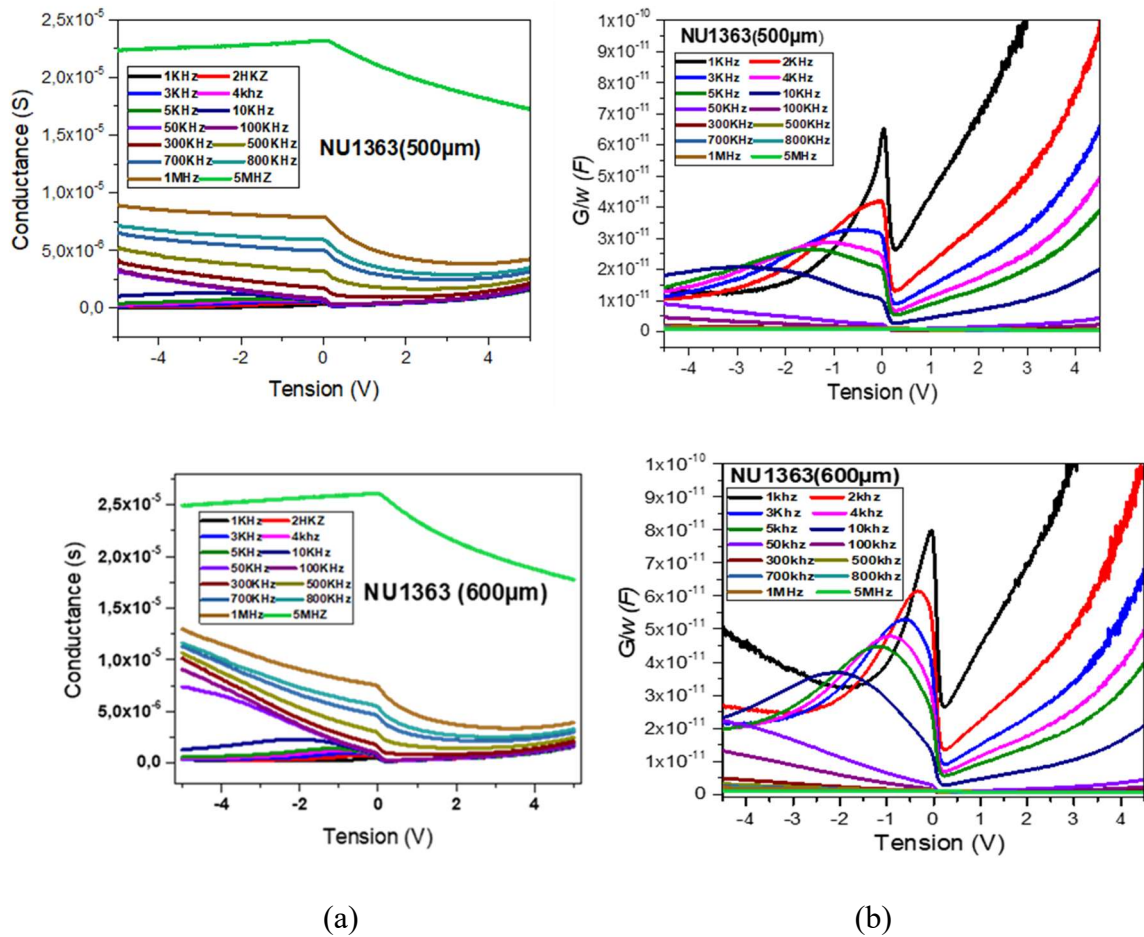 2,5x10⁻⁵
2,0x10⁻⁵
1,5x10⁻⁵
1,0x10⁻⁵
5,0x10⁻⁶
0,0
Conductance (S)
1KHz 2HKZ
3KHz 4khz
5KHz 10KHz
50KHz 100KHz
300KHz 500KHz
700KHz 800KHz
1MHz 5MHZ
NU1363(500µm)
-4 -2 0 2 4
Tension (V)
1x10⁻¹⁰
9x10⁻¹¹
8x10⁻¹¹
7x10⁻¹¹
6x10⁻¹¹
5x10⁻¹¹
4x10⁻¹¹
3x10⁻¹¹
2x10⁻¹¹
1x10⁻¹¹
0
G/w (F)
NU1363(500µm)
1KHz 2KHz
3KHz 4KHz
5KHz 10KHz
50KHz 100KHz
300KHz 500KHz
700KHz 800KHz
1MHz 5MHz
-4 -3 -2 -1 0 1 2 3 4
Tension (V)
2,5x10⁻⁵
2,0x10⁻⁵
1,5x10⁻⁵
1,0x10⁻⁵
5,0x10⁻⁶
0,0
Conductance (s)
1KHz 2HKZ
3KHz 4khz
5KHz 10KHz
50KHz 100KHz
300KHz 500KHz
700KHz 800KHz
1MHz 5MHZ
NU1363 (600µm)
-4 -2 0 2 4
Tension (V)
1x10⁻¹⁰
9x10⁻¹¹
8x10⁻¹¹
7x10⁻¹¹
6x10⁻¹¹
5x10⁻¹¹
4x10⁻¹¹
3x10⁻¹¹
2x10⁻¹¹
1x10⁻¹¹
0
G/w (F)
NU1363(600µm)
1khz 2khz
3Khz 4khz
5khz 10khz
50khz 100khz
300khz 500khz
700khz 800khz
1MHz 5MHZ
-4 -3 -2 -1 0 1 2 3 4
Tension (V)
(a) (b)